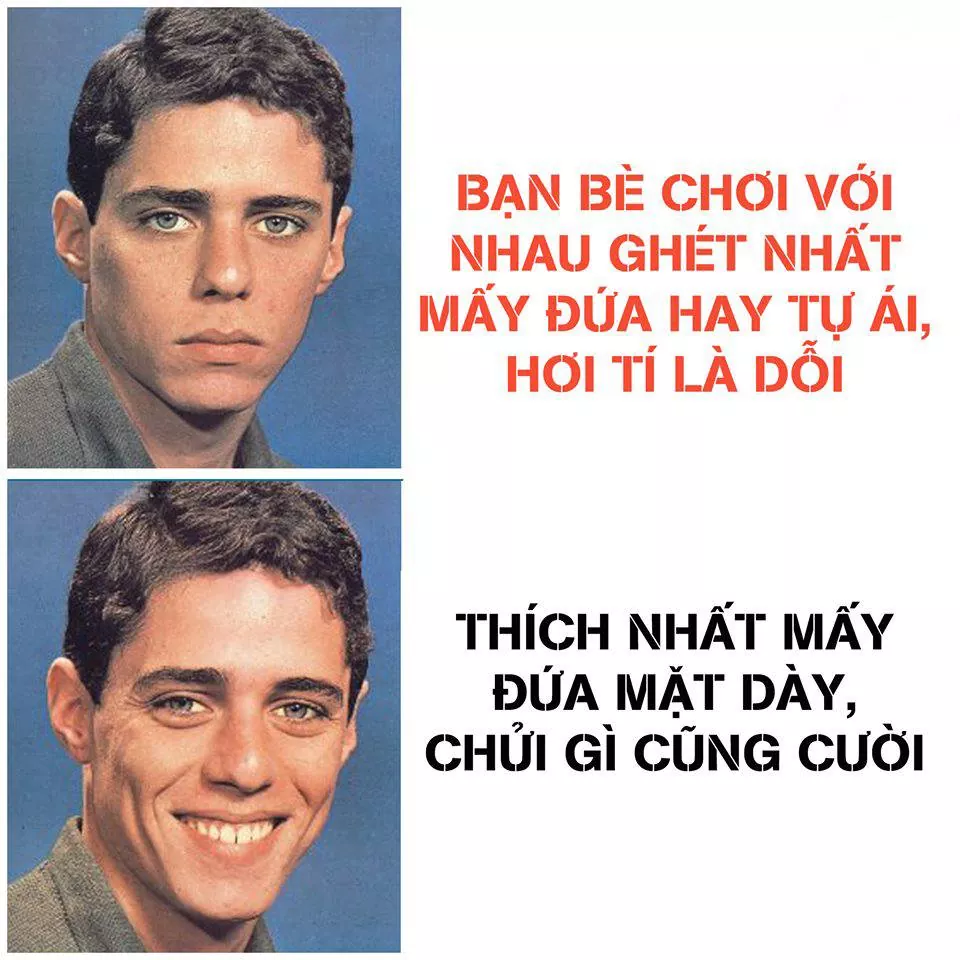 BẠN BÈ CHƠI VỚI
NHAU GHÉT NHẤT
MẤY ĐỨA HAY TỰ ÁI,
HƠI TÍ LÀ DỖI
THÍCH NHẤT MẤY
ĐỨA MẶT DÀY,
CHỬI GÌ CŨNG CƯỜI